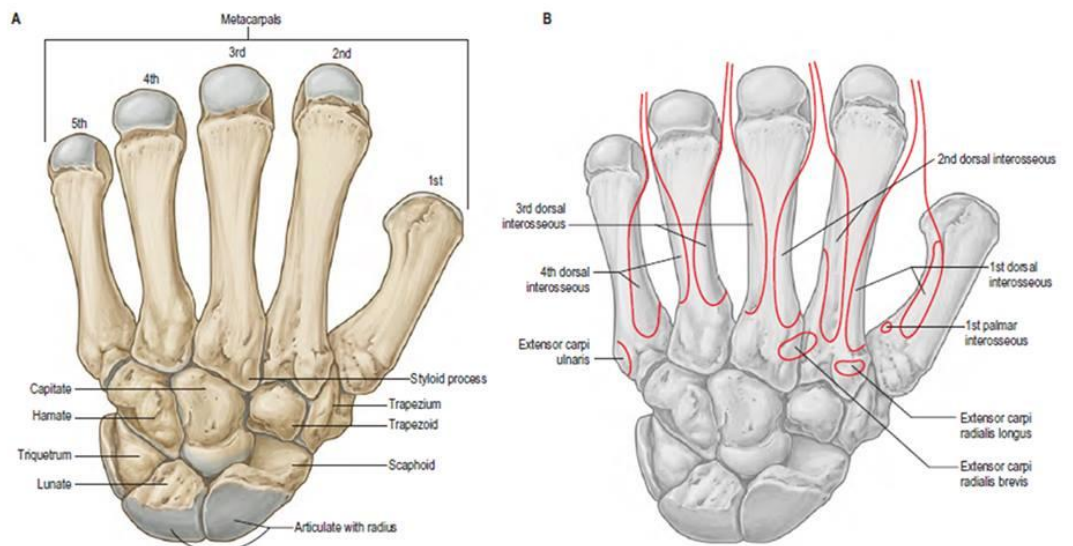 A
Metacarpals
3rd
2nd
4th
5th
1st
Capitate
Hamate
Triquetrum
Lunate
Styloid process
Trapezium
Trapezoid
Scaphoid
Articulate with radius
B
2nd dorsal interosseous
3rd dorsal
interosseous
4th dorsal
interosseous
Extensor carpi
ulnaris
1st dorsal
interosseous
1st palmar
interosseous
Extensor carpi
radialis longus
Extensor carpi
radialis brevis